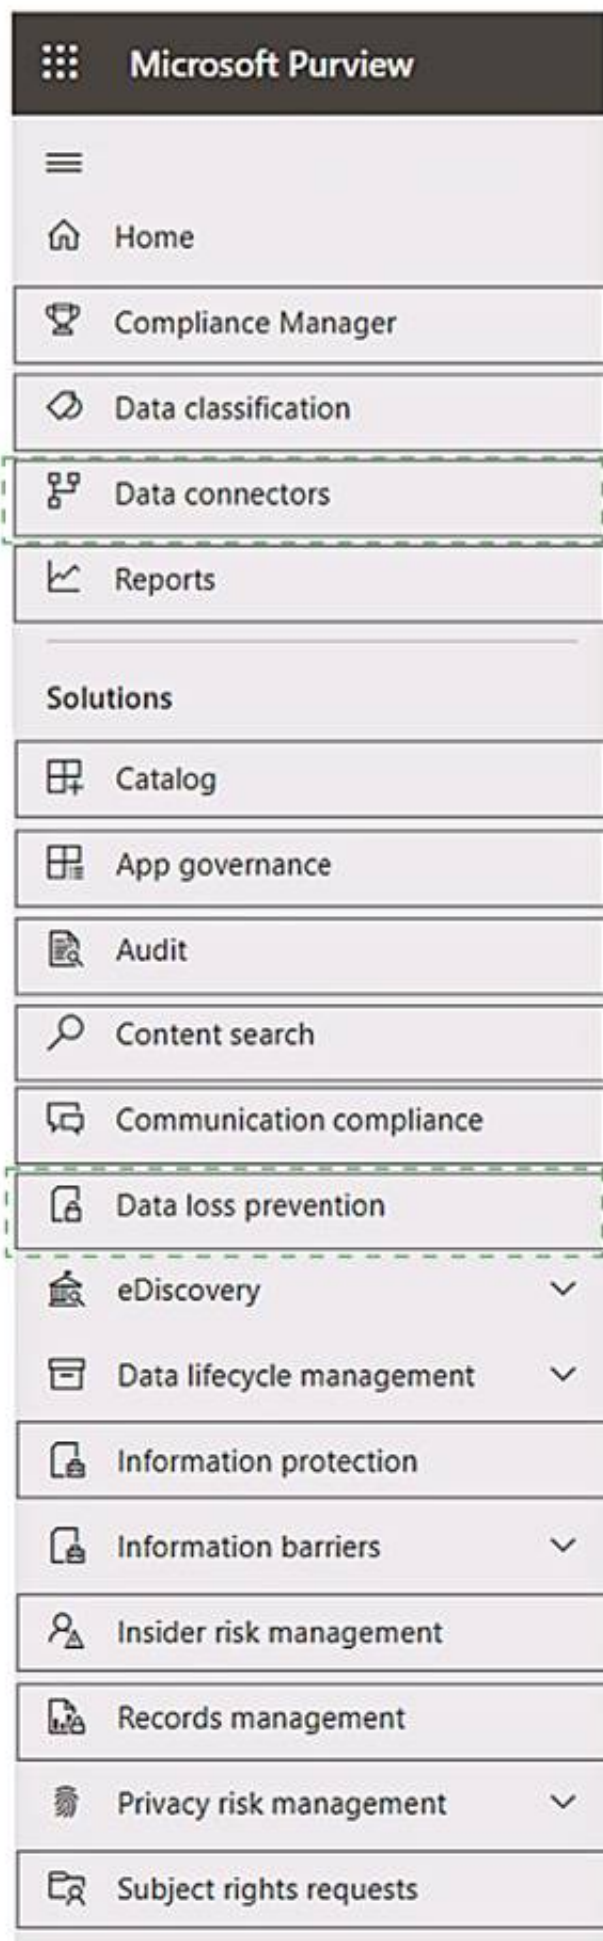 Microsoft Purview
Home
Compliance Manager
Data classification
Data connectors
Reports
Solutions
Catalog
App governance
Audit
Content search
Communication compliance
Data loss prevention
eDiscovery
Data lifecycle management
Information protection
Information barriers
Insider risk management
Records management
Privacy risk management
Subject rights requests